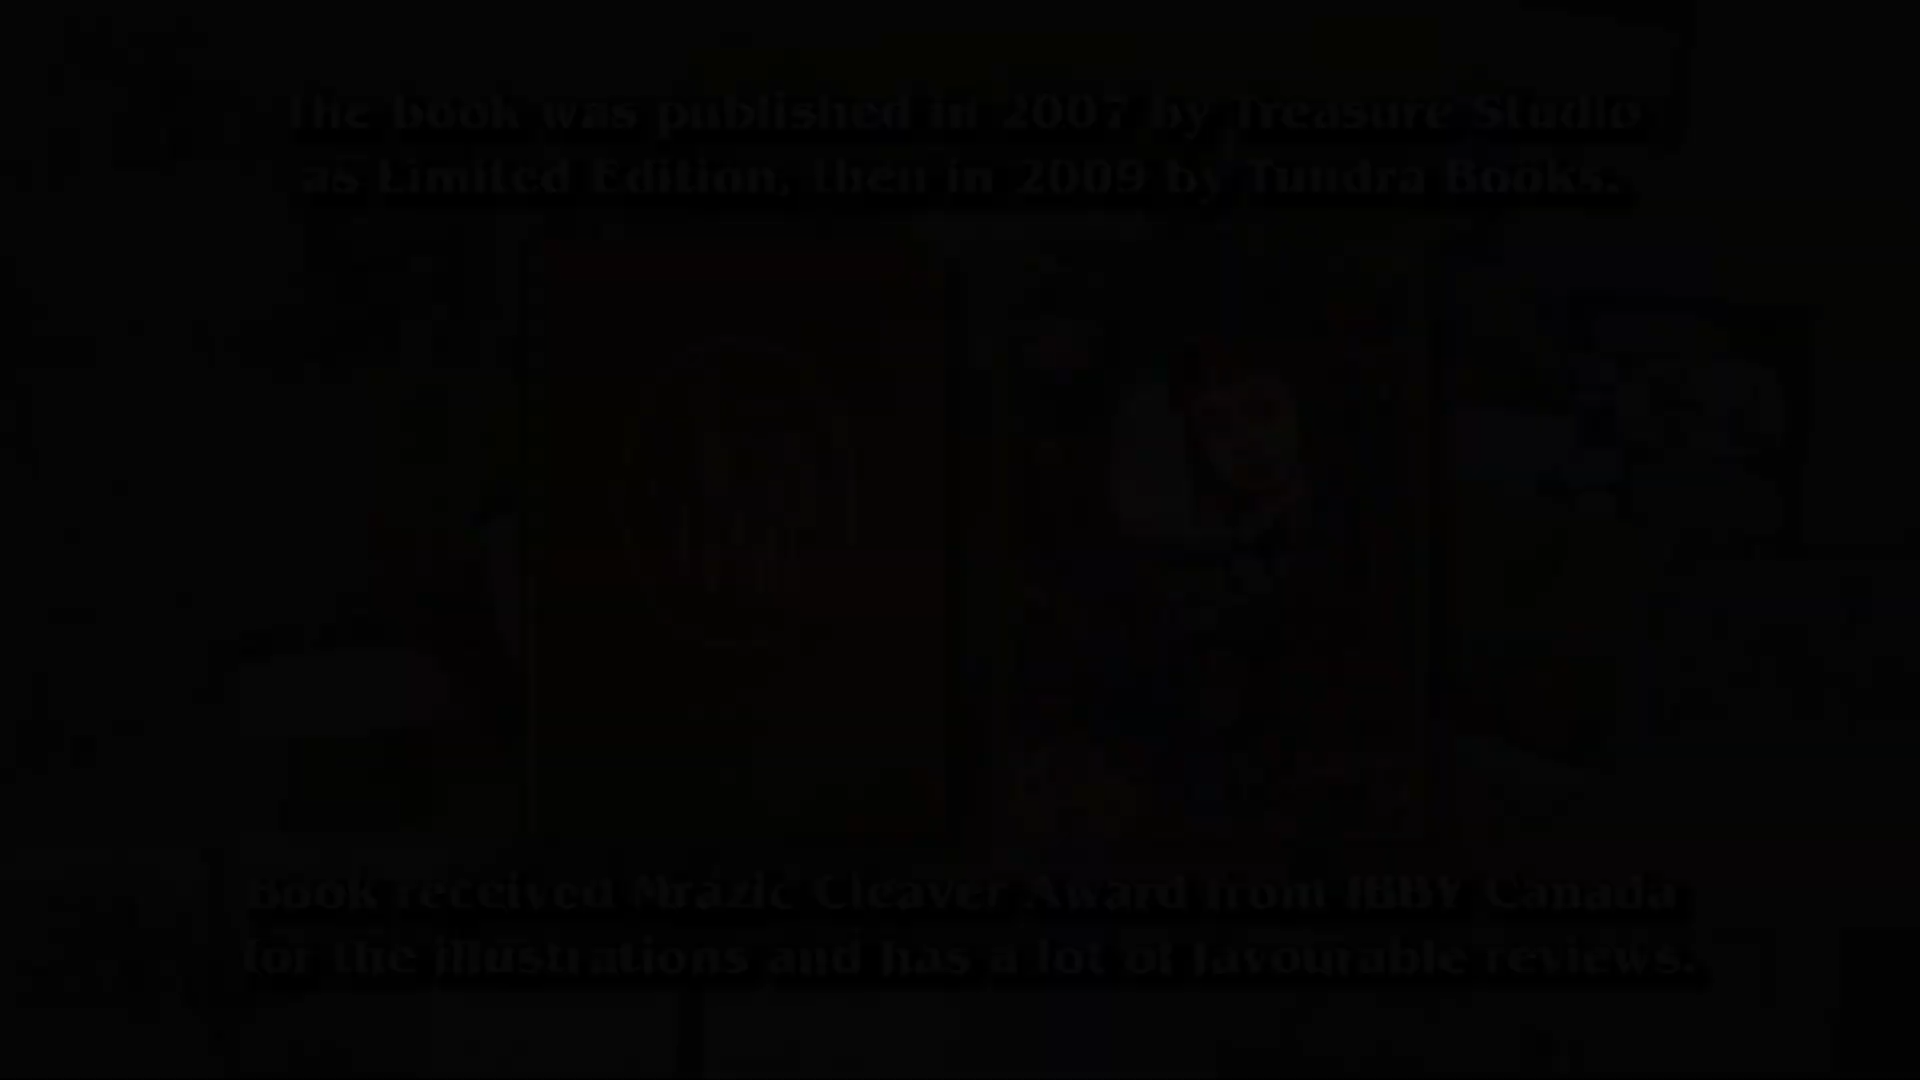 The book was published in 2007 by Treasure Studio
as Limited Edition, then in 2009 by Tundra Books.
Book received Mrazic Cleaver Award from IBBY Canada
for the illustrations and has a lot of favourable reviews.